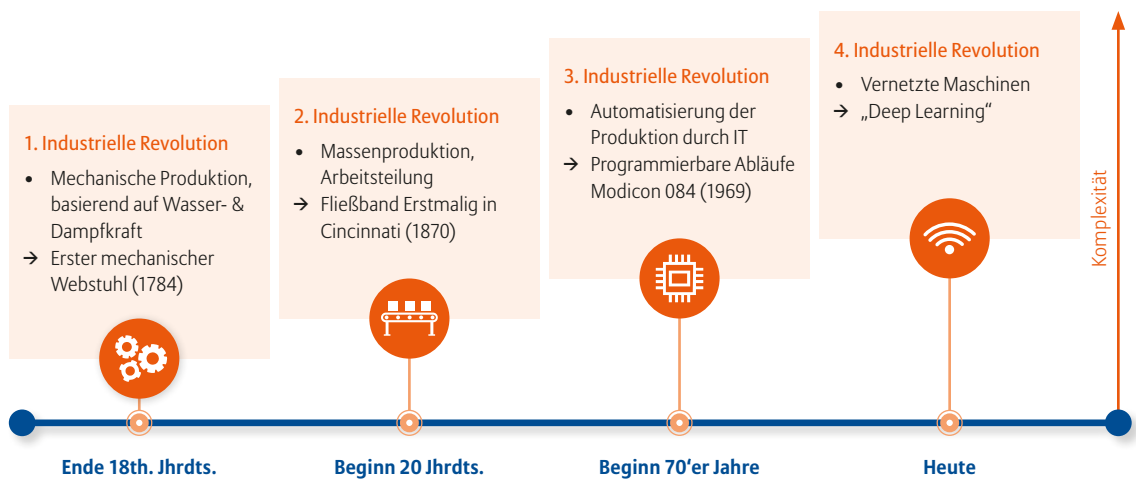 1. Industrielle Revolution
• Mechanische Produktion,
basierend auf Wasser- &
Dampfkraft
→ Erster mechanischer
Webstuhl (1784)
2. Industrielle Revolution
• Massenproduktion,
Arbeitsteilung
→ Fließband Erstmalig in
Cincinnati (1870)
3. Industrielle Revolution
• Automatisierung der
Produktion durch IT
→ Programmierbare Abläufe
Modicon 084 (1969)
4. Industrielle Revolution
• Vernetzte Maschinen
→ „Deep Learning“
Komplexität
Ende 18th. Jhrdts.
Beginn 20 Jhrdts.
Beginn 70‘er Jahre
Heute